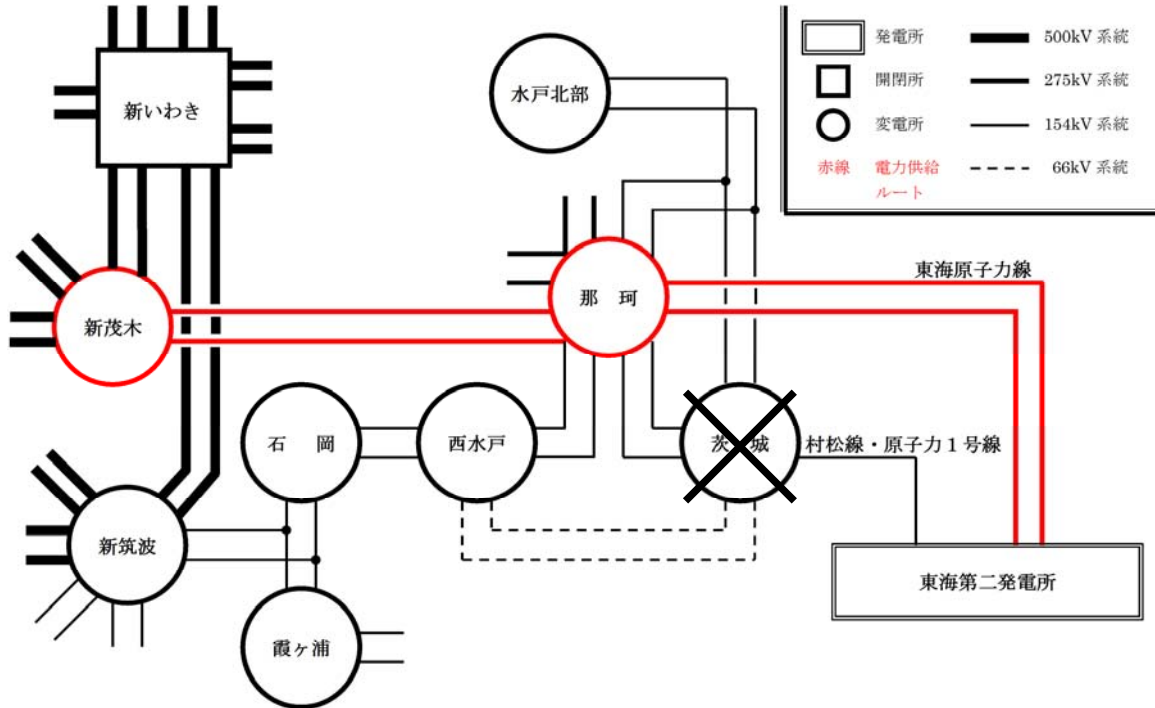 発電所
500kV 系統
開閉所
275kV 系統
変電所
154kV 系統
赤線
電力供給
ルート
66kV 系統
新いわき
水戸北部
東海原子力線
那 珂
新茂木
石 岡
西水戸
茨 城
村松線・原子力1号線
新筑波
東海第二発電所
霞ヶ浦